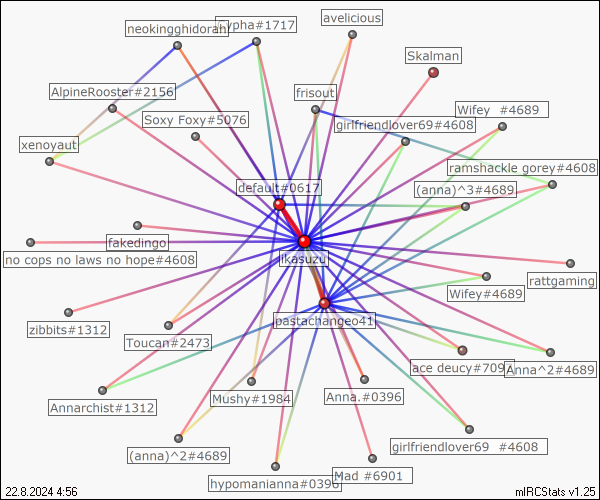 avelicious
neokingghidorah
cypha#1717
Skalman
AlpineRooster#2156
frisout
Soxy Foxy#5076
girlfriendlover69#4608
Wifey  #4689
xenoyaut
ramshackle gorey#4608
default#0617
(anna)^3#4689
fakedingo
ikasuzu
no cops no laws no hope#4608
rattgaming
Wifey#4689
pastachangeo41
zibbits#1312
Toucan#2473
ace deucy#709
Anna^2#4689
Mushy#1984
Anna.#0396
Annarchist#1312
girlfriendlover69  #4608
(anna)^2#4689
hypomanianna#0396
Mad #6901
22.8.2024 4:56
mIRCStats v1.25